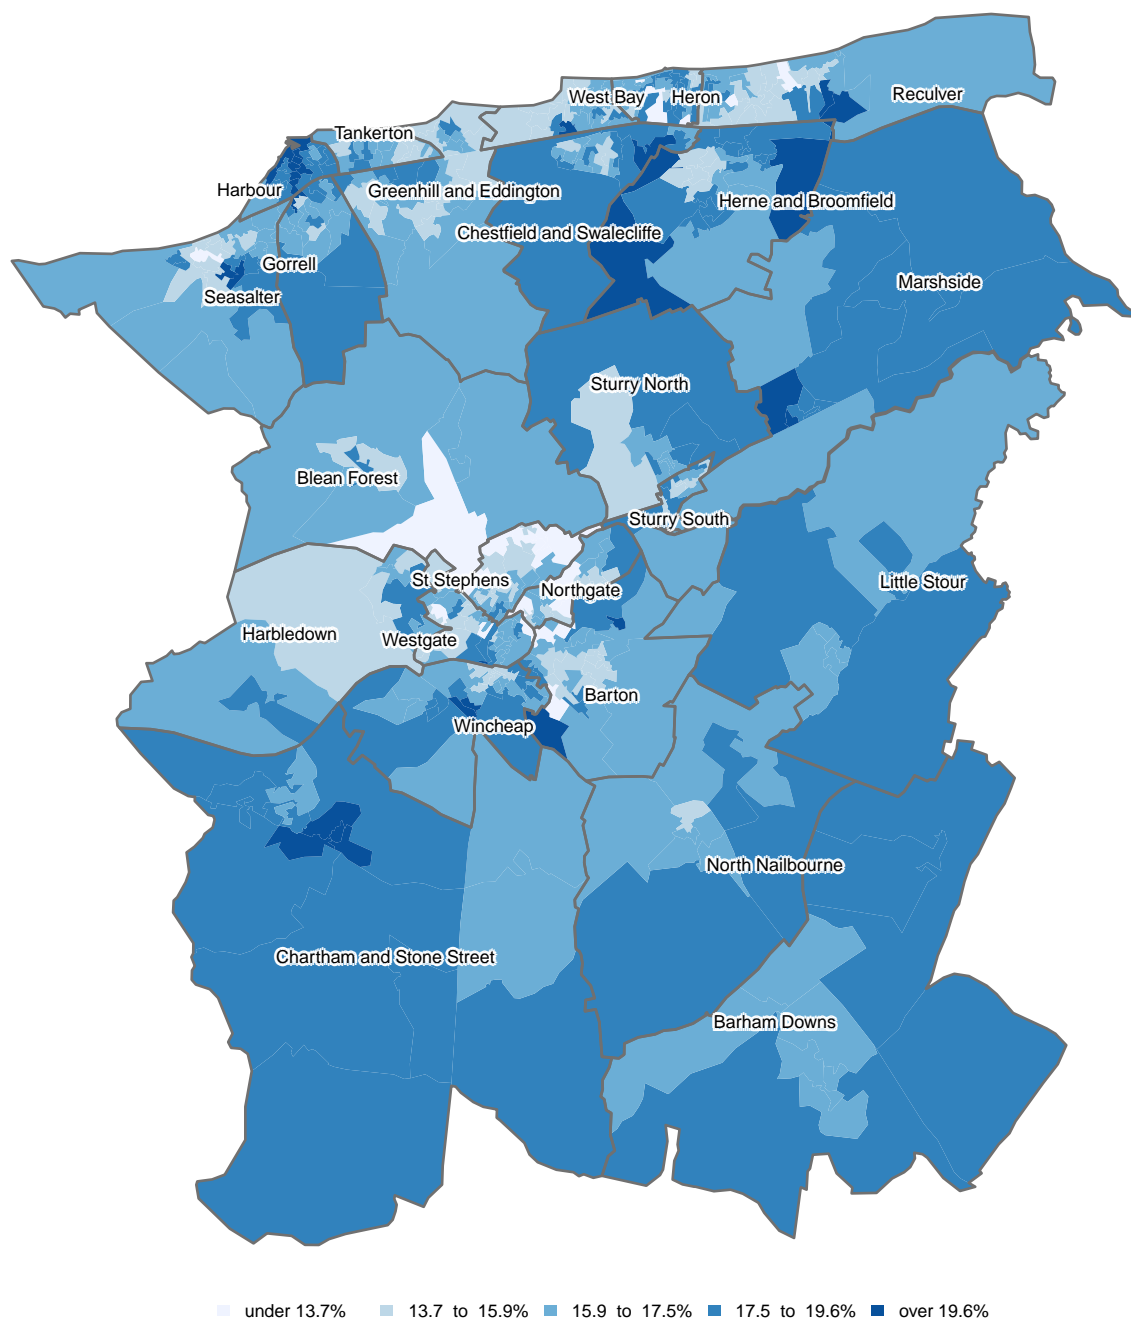 Reculver
West Bay
Heron
Tankerton
Harbour
Greenhill and Eddington
Herne and Broomfield
Chestfield and Swalecliffe
Gorrell
Marshside
Seasalter
Sturry North
Blean Forest
Sturry South
St Stephens
Little Stour
Northgate
Harbledown
Westgate
Barton
Wincheap
North Nailbourne
Chartham and Stone Street
Barham Downs
under 13.7%
13.7 to 15.9%
15.9 to 17.5%
17.5 to 19.6%
over 19.6%